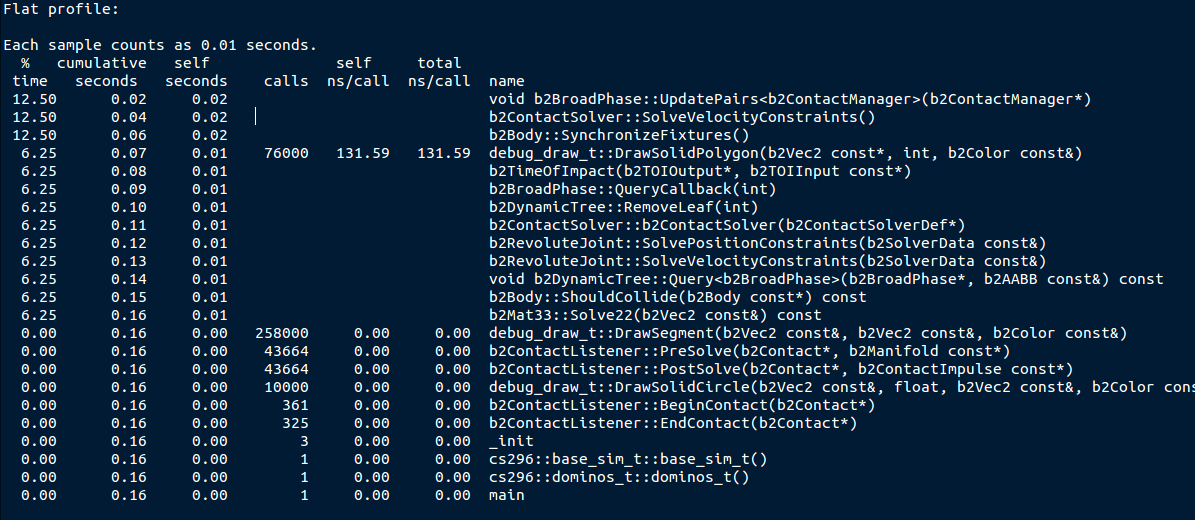 Flat profile:
Each sample counts as 0.01 seconds.
% cumulative self self total
time seconds seconds calls ns/call ns/call name
12.50 0.02 0.02 void b2BroadPhase::UpdatePairs<b2ContactManager>(b2ContactManager*)
12.50 0.04 0.02 b2ContactSolver::SolveVelocityConstraints()
12.50 0.06 0.02 b2Body::SynchronizeFixtures()
6.25 0.07 0.01 76000 131.59 131.59 debug_draw_t::DrawSolidPolygon(b2Vec2 const*, int, b2Color const&)
6.25 0.08 0.01 b2TimeOfImpact(b2TOIOutput*, b2TOIInput const*)
6.25 0.09 0.01 b2BroadPhase::QueryCallback(int)
6.25 0.10 0.01 b2DynamicTree::RemoveLeaf(int)
6.25 0.11 0.01 b2ContactSolver::b2ContactSolver(b2ContactSolverDef*)
6.25 0.12 0.01 b2RevoluteJoint::SolvePositionConstraints(b2SolverData const&)
6.25 0.13 0.01 b2RevoluteJoint::SolveVelocityConstraints(b2SolverData const&)
6.25 0.14 0.01 void b2DynamicTree::Query<b2BroadPhase>(b2BroadPhase*, b2AABB const&) const
6.25 0.15 0.01 b2Body::ShouldCollide(b2Body const*) const
6.25 0.16 0.01 b2Mat33::Solve22(b2Vec2 const&) const
0.00 0.16 0.00 258000 0.00 0.00 debug_draw_t::DrawSegment(b2Vec2 const&, b2Vec2 const&, b2Color const&)
0.00 0.16 0.00 43664 0.00 0.00 b2ContactListener::PreSolve(b2Contact*, b2Manifold const*)
0.00 0.16 0.00 43664 0.00 0.00 b2ContactListener::PostSolve(b2Contact*, b2ContactImpulse const*)
0.00 0.16 0.00 10000 0.00 0.00 debug_draw_t::DrawSolidCircle(b2Vec2 const&, float, b2Vec2 const&, b2Color cons
0.00 0.16 0.00 361 0.00 0.00 b2ContactListener::BeginContact(b2Contact*)
0.00 0.16 0.00 325 0.00 0.00 b2ContactListener::EndContact(b2Contact*)
0.00 0.16 0.00 3 0.00 0.00 _init
0.00 0.16 0.00 1 0.00 0.00 cs296::base_sim_t::base_sim_t()
0.00 0.16 0.00 1 0.00 0.00 cs296::dominos_t::dominos_t()
0.00 0.16 0.00 1 0.00 0.00 main